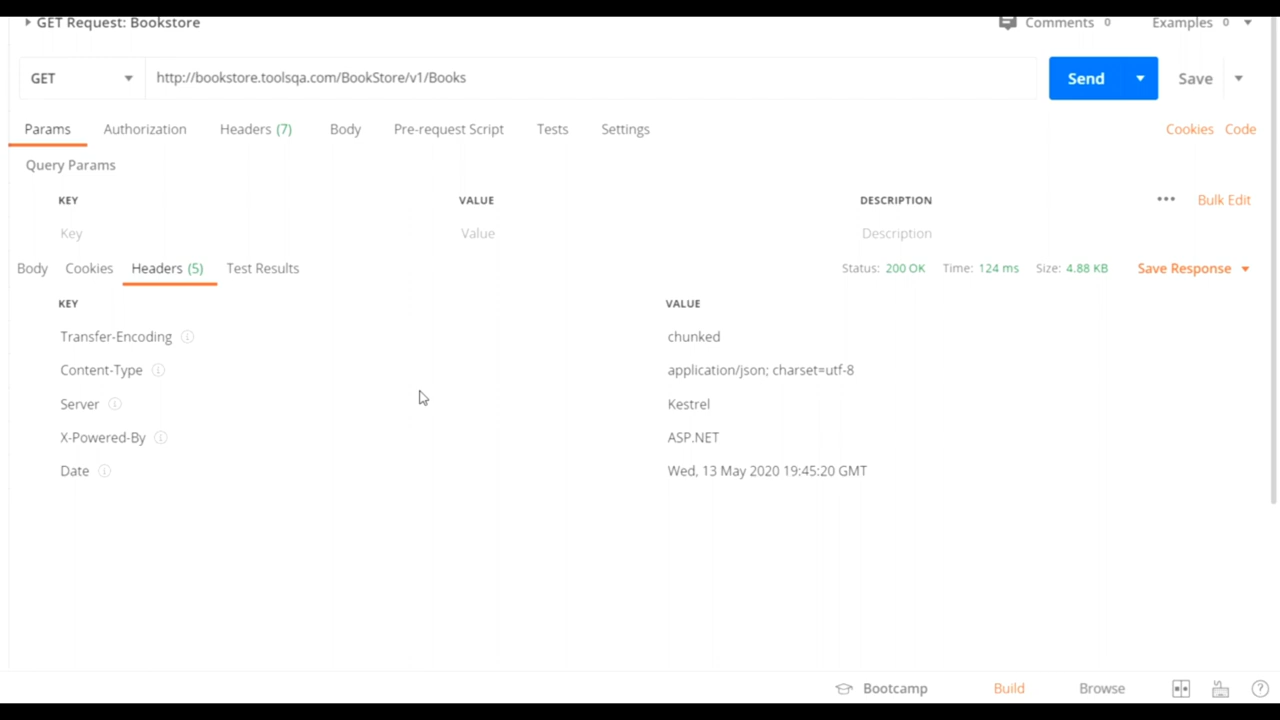 GET Request: Bookstore Comments 0 Examples 0
GET http://bookstore.toolsqa.com/BookStore/v1/Books Send Save
Params Authorization Headers (7) Body Pre-request Script Tests Settings Cookies Code
Query Params
KEY VALUE DESCRIPTION ••• Bulk Edit
Key Value Description
Body Cookies Headers (5) Test Results Status: 200 OK Time: 124 ms Size: 4.88 KB Save Response
KEY VALUE
Transfer-Encoding chunked
Content-Type application/json; charset=utf-8
Server Kestrel
X-Powered-By ASP.NET
Date Wed, 13 May 2020 19:45:20 GMT
Bootcamp Build Browse